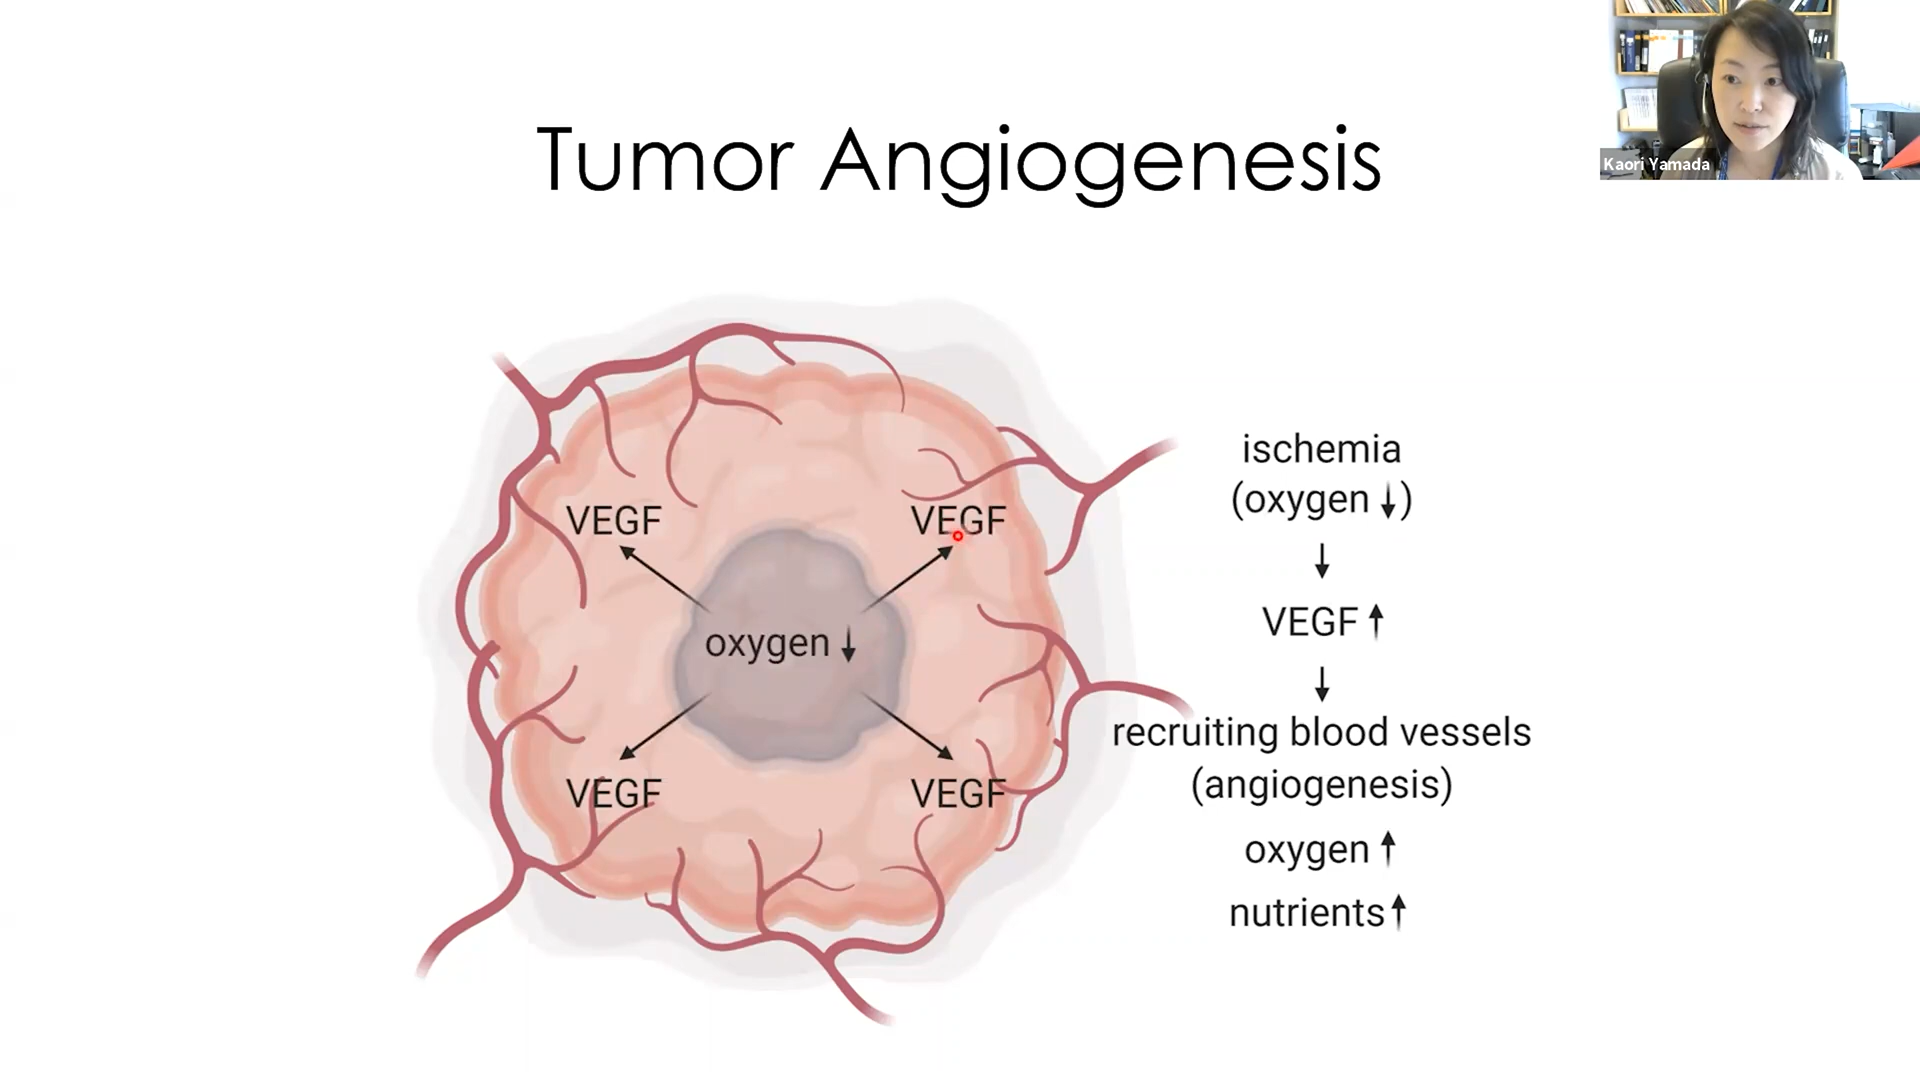 Kaori Yamada
Tumor Angiogenesis
VEGF
VEGF
oxygen ↓
VEGF
VEGF
ischemia
(oxygen ↓)
↓
VEGF ↑
↓
recruiting blood vessels
(angiogenesis)
oxygen ↑
nutrients ↑